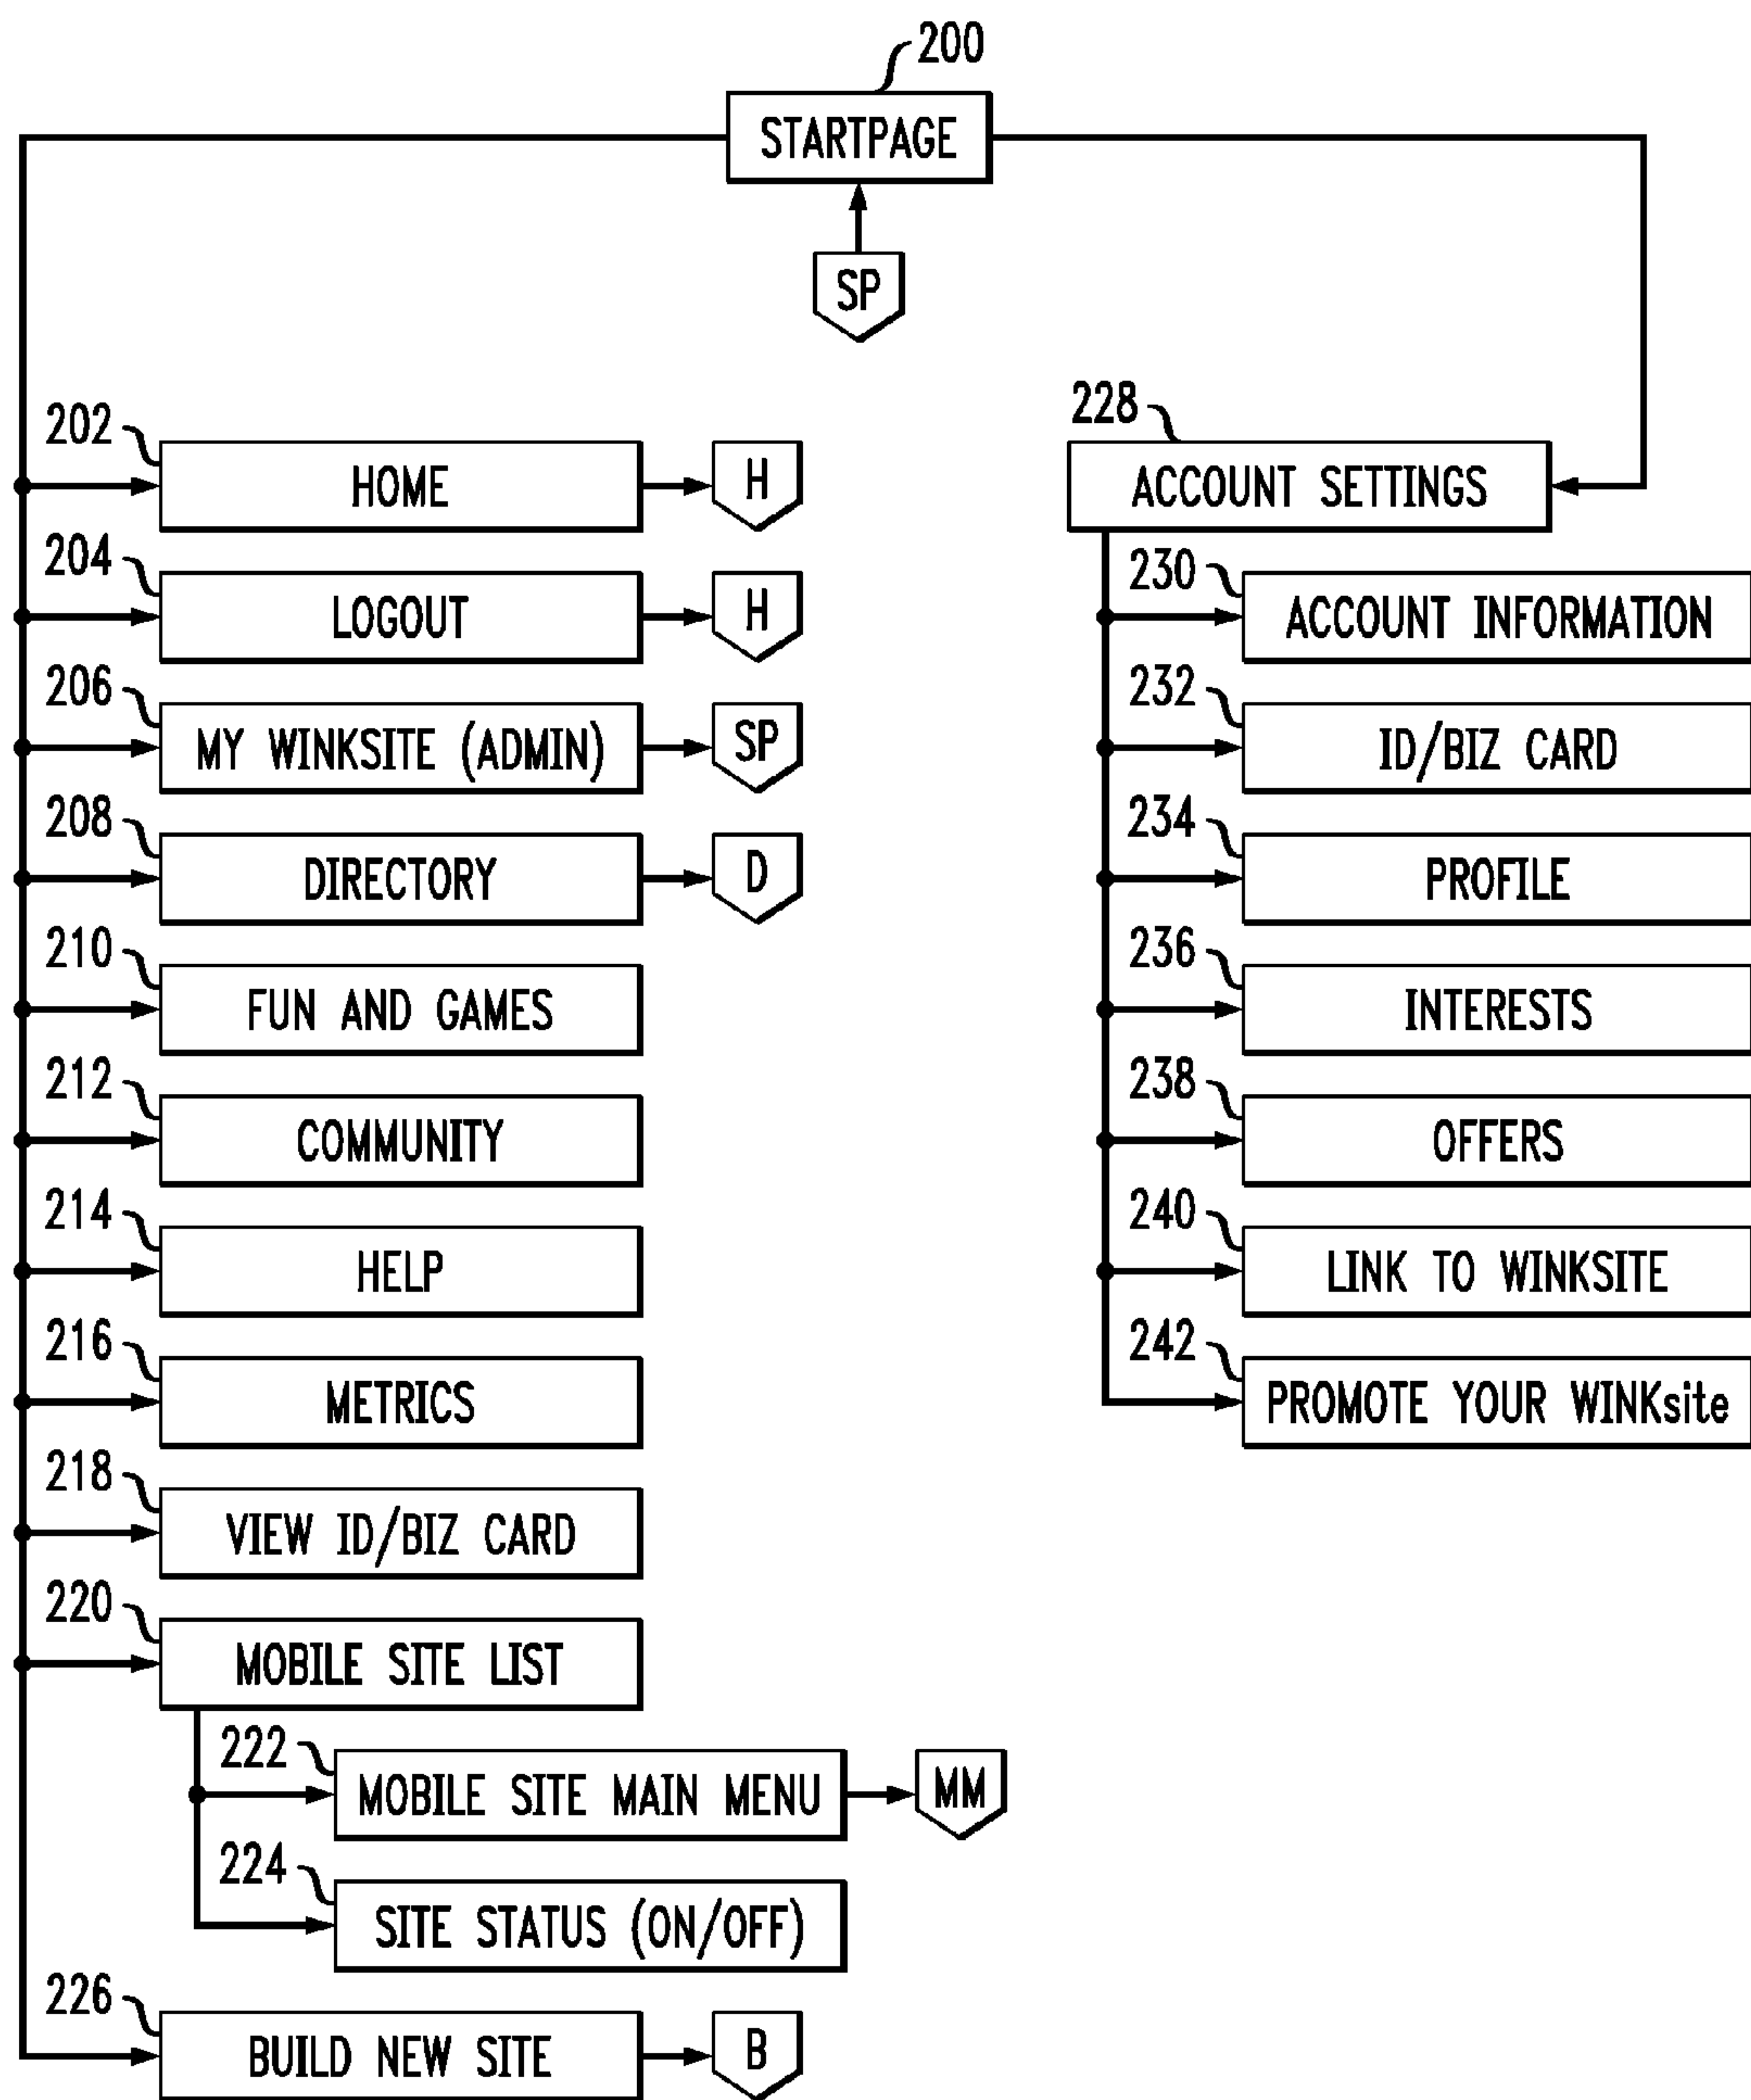 200
STARTPAGE
SP
202
HOME
H
204
LOGOUT
H
206
MY WINKSITE (ADMIN)
SP
208
DIRECTORY
D
210
FUN AND GAMES
212
COMMUNITY
214
HELP
216
METRICS
218
VIEW ID/BIZ CARD
220
MOBILE SITE LIST
222
MOBILE SITE MAIN MENU
MM
224
SITE STATUS (ON/OFF)
226
BUILD NEW SITE
B
228
ACCOUNT SETTINGS
230
ACCOUNT INFORMATION
232
ID/BIZ CARD
234
PROFILE
236
INTERESTS
238
OFFERS
240
LINK TO WINKSITE
242
PROMOTE YOUR WINKsite